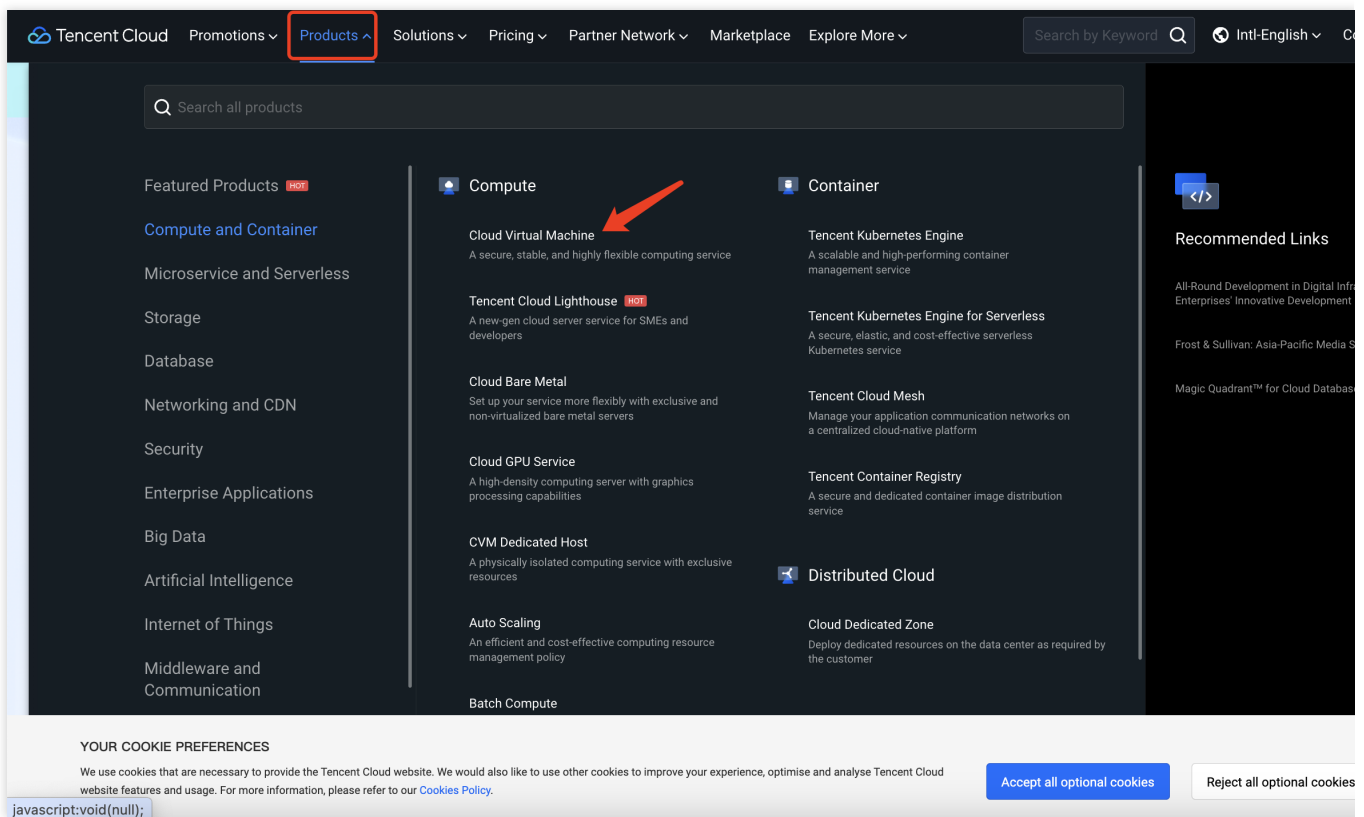 Tencent Cloud Promotions Products Solutions Pricing Partner Network Marketplace Explore More Search by Keyword Intl-English Co
Search all products
Featured Products HOT
Compute and Container
Microservice and Serverless
Storage
Database
Networking and CDN
Security
Enterprise Applications
Big Data
Artificial Intelligence
Internet of Things
Middleware and
Communication
Compute
Cloud Virtual Machine
A secure, stable, and highly flexible computing service
Tencent Cloud Lighthouse HOT
A new-gen cloud server service for SMEs and
developers
Cloud Bare Metal
Set up your service more flexibly with exclusive and
non-virtualized bare metal servers
Cloud GPU Service
A high-density computing server with graphics
processing capabilities
CVM Dedicated Host
A physically isolated computing service with exclusive
resources
Auto Scaling
An efficient and cost-effective computing resource
management policy
Batch Compute
Container
Tencent Kubernetes Engine
A scalable and high-performing container
management service
Tencent Kubernetes Engine for Serverless
A secure, elastic, and cost-effective serverless
Kubernetes service
Tencent Cloud Mesh
Manage your application communication networks on
a centralized cloud-native platform
Tencent Container Registry
A secure and dedicated container image distribution
service
Distributed Cloud
Cloud Dedicated Zone
Deploy dedicated resources on the data center as required by
the customer
</>
Recommended Links
All-Round Development in Digital Infra
Enterprises' Innovative Development
Frost & Sullivan: Asia-Pacific Media S
Magic Quadrant™ for Cloud Databas
YOUR COOKIE PREFERENCES
We use cookies that are necessary to provide the Tencent Cloud website. We would also like to use other cookies to improve your experience, optimise and analyse Tencent Cloud
website features and usage. For more information, please refer to our Cookies Policy.
Accept all optional cookies
Reject all optional cookies
javascript:void(null);